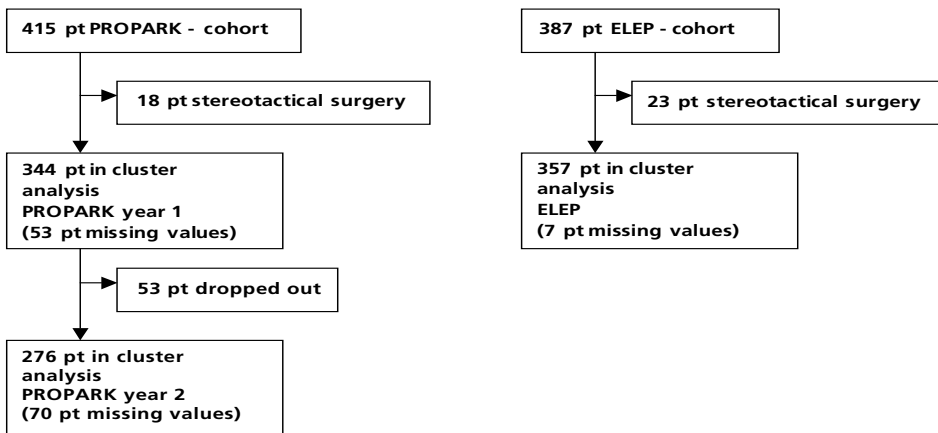 415 pt PROPARK - cohort
18 pt stereotactical surgery
344 pt in cluster
analysis
PROPARK year 1
(53 pt missing values)
53 pt dropped out
276 pt in cluster
analysis
PROPARK year 2
(70 pt missing values)
387 pt ELEP - cohort
23 pt stereotactical surgery
357 pt in cluster
analysis
ELEP
(7 pt missing values)